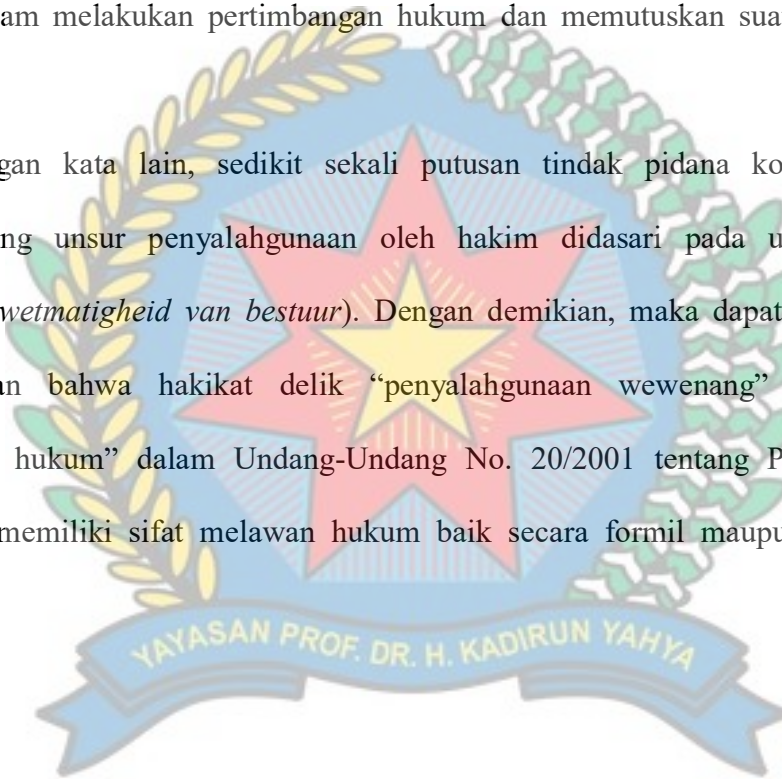 am melakukan pertimbangan hukum dan memutuskan sua
gan kata lain, sedikit sekali putusan tindak pidana ko
ng unsur penyalahgunaan oleh hakim didasari pada u
wetmatigheid van bestuur). Dengan demikian, maka dapat
an bahwa hakikat delik “penyalahgunaan wewenang”
hukum” dalam Undang-Undang No. 20/2001 tentang P
memiliki sifat melawan hukum baik secara formil maupu
YAYASAN PROF. DR. H. KADIRUN YAHYA